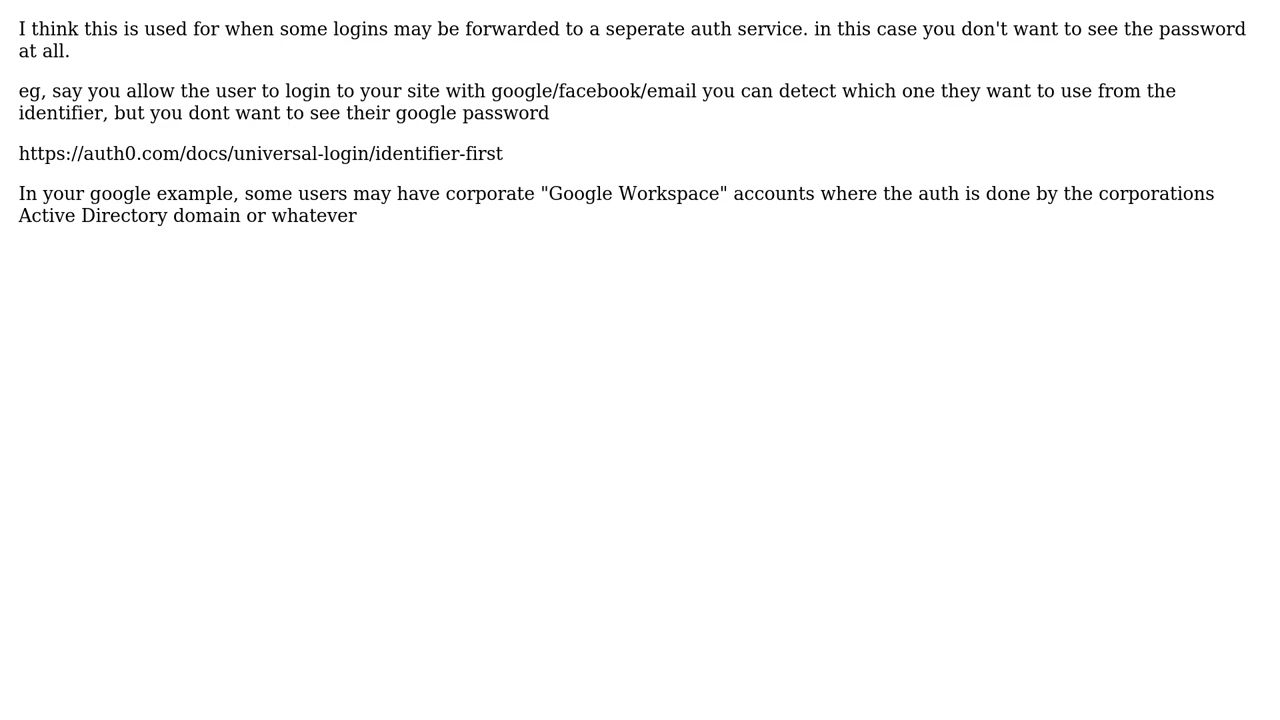 I think this is used for when some logins may be forwarded to a seperate auth service. in this case you don't want to see the password
at all.
eg, say you allow the user to login to your site with google/facebook/email you can detect which one they want to use from the
identifier, but you dont want to see their google password
https://auth0.com/docs/universal-login/identifier-first
In your google example, some users may have corporate "Google Workspace" accounts where the auth is done by the corporations
Active Directory domain or whatever